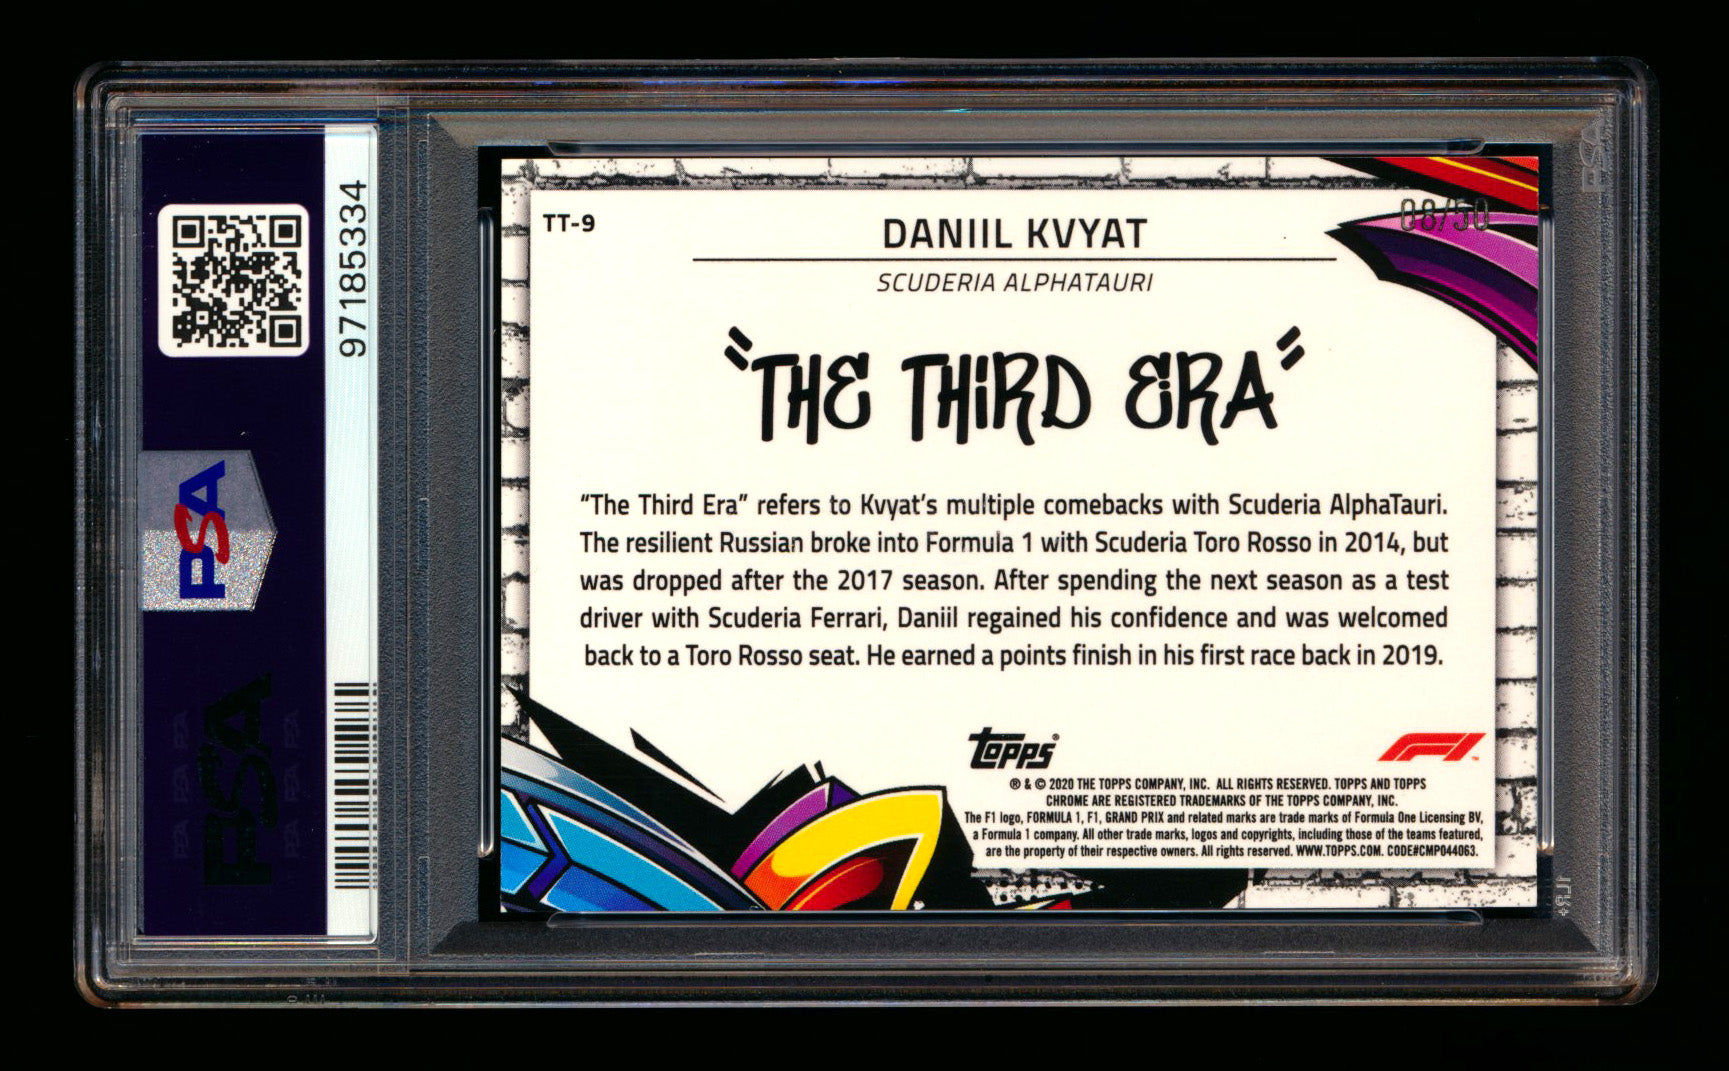 97185334
PSA
PSA
TT-9
DANIIL KVYAT
08/50
SCUDERIA ALPHATAURI
"THE THIRD ERA"
“The Third Era” refers to Kvyat’s multiple comebacks with Scuderia AlphaTauri.
The resilient Russian broke into Formula 1 with Scuderia Toro Rosso in 2014, but
was dropped after the 2017 season. After spending the next season as a test
driver with Scuderia Ferrari, Daniil regained his confidence and was welcomed
back to a Toro Rosso seat. He earned a points finish in his first race back in 2019.
Topps®
F1
® & © 2020 THE TOPPS COMPANY, INC. ALL RIGHTS RESERVED. TOPPS AND TOPPS
CHROME ARE REGISTERED TRADEMARKS OF THE TOPPS COMPANY, INC.
The F1 logo, FORMULA 1, F1, GRAND PRIX and related marks are trade marks of Formula One Licensing BV,
a Formula 1 company. All other trade marks, logos and copyrights, including those of the teams featured,
are the property of their respective owners. All rights reserved. WWW.TOPPS.COM. CODE#CMP044063.
PSA